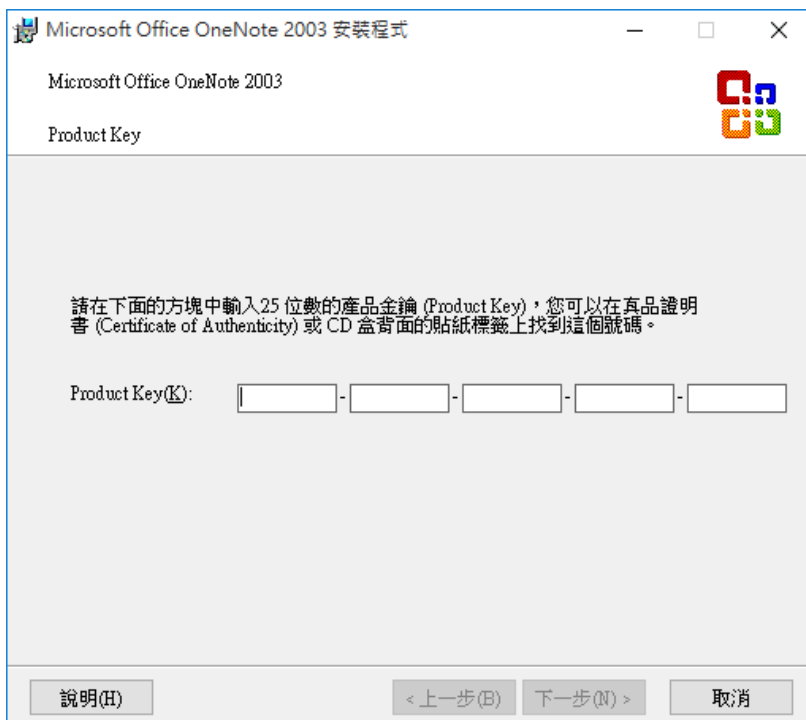 Microsoft Office OneNote 2003 安裝程式
Microsoft Office OneNote 2003
Product Key
請在下面的方塊中輸入25 位數的產品金鑰 (Product Key)，您可以在真品證明
書 (Certificate of Authenticity) 或 CD 盒背面的貼紙標籤上找到這個號碼。
Product Key(K): - - - -
說明(H) < 上一步(B) 下一步(N) > 取消